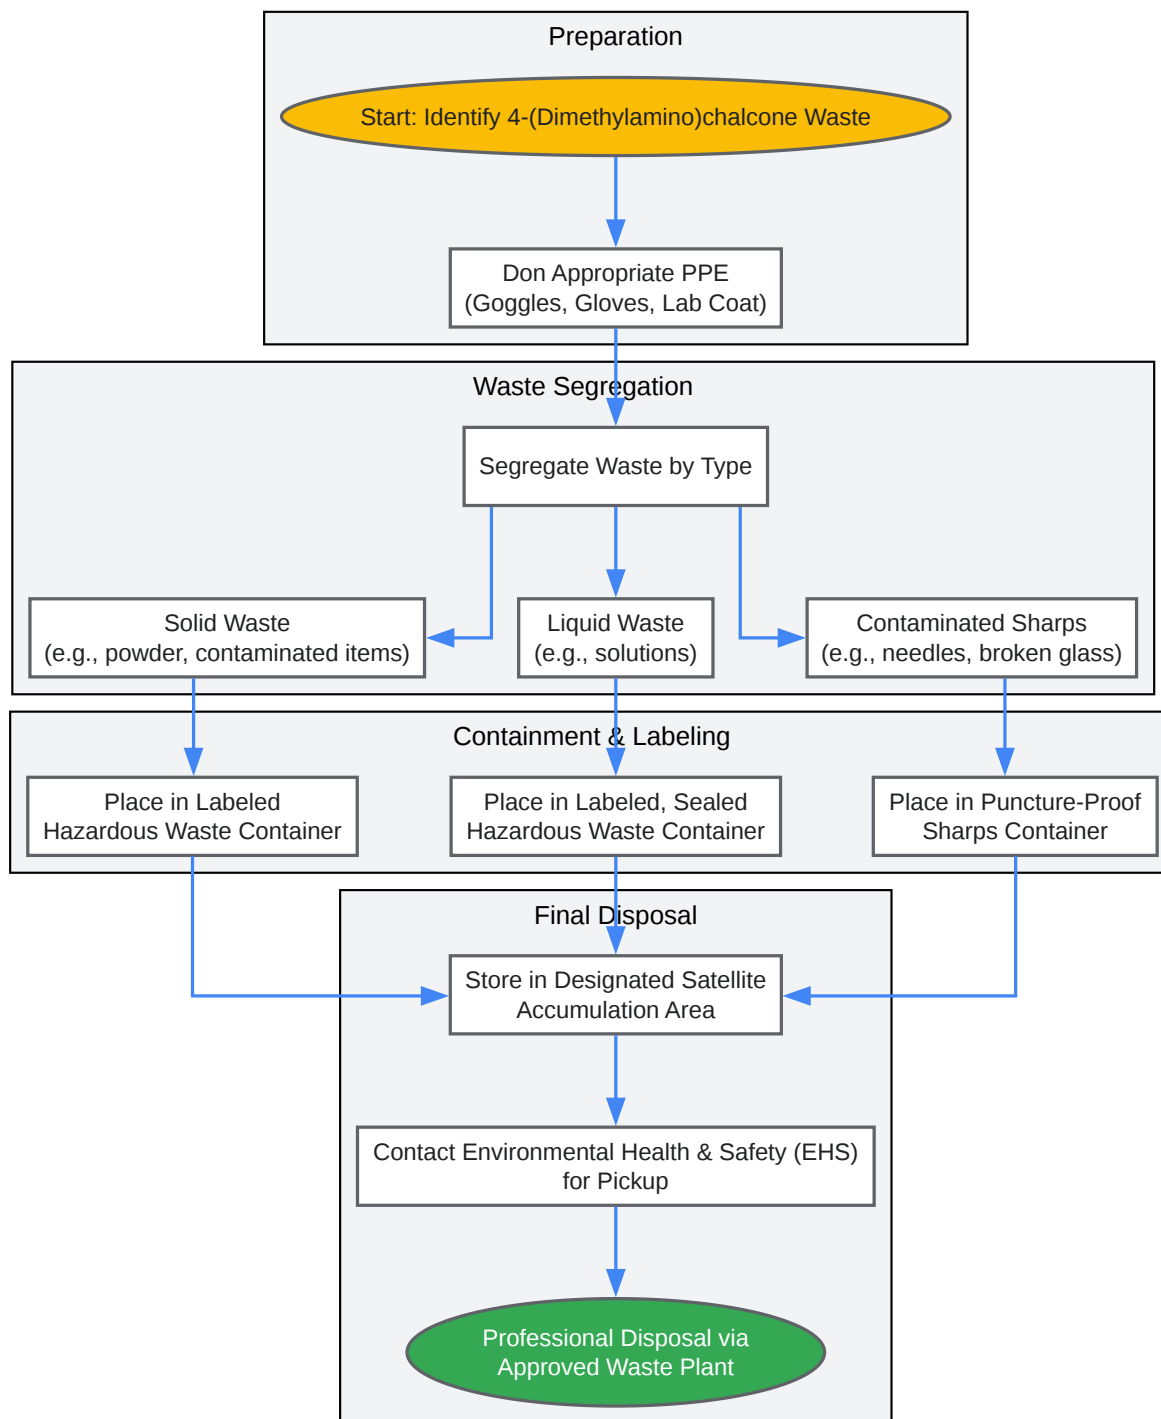 Preparation
Start: Identify 4-(Dimethylamino)chalcone Waste
Don Appropriate PPE
(Goggles, Gloves, Lab Coat)
Waste Segregation
Segregate Waste by Type
Solid Waste
(e.g., powder, contaminated items)
Liquid Waste
(e.g., solutions)
Contaminated Sharps
(e.g., needles, broken glass)
Containment & Labeling
Place in Labeled
Hazardous Waste Container
Place in Labeled, Sealed
Hazardous Waste Container
Place in Puncture-Proof
Sharps Container
Final Disposal
Store in Designated Satellite
Accumulation Area
Contact Environmental Health & Safety (EHS)
for Pickup
Professional Disposal via
Approved Waste Plant